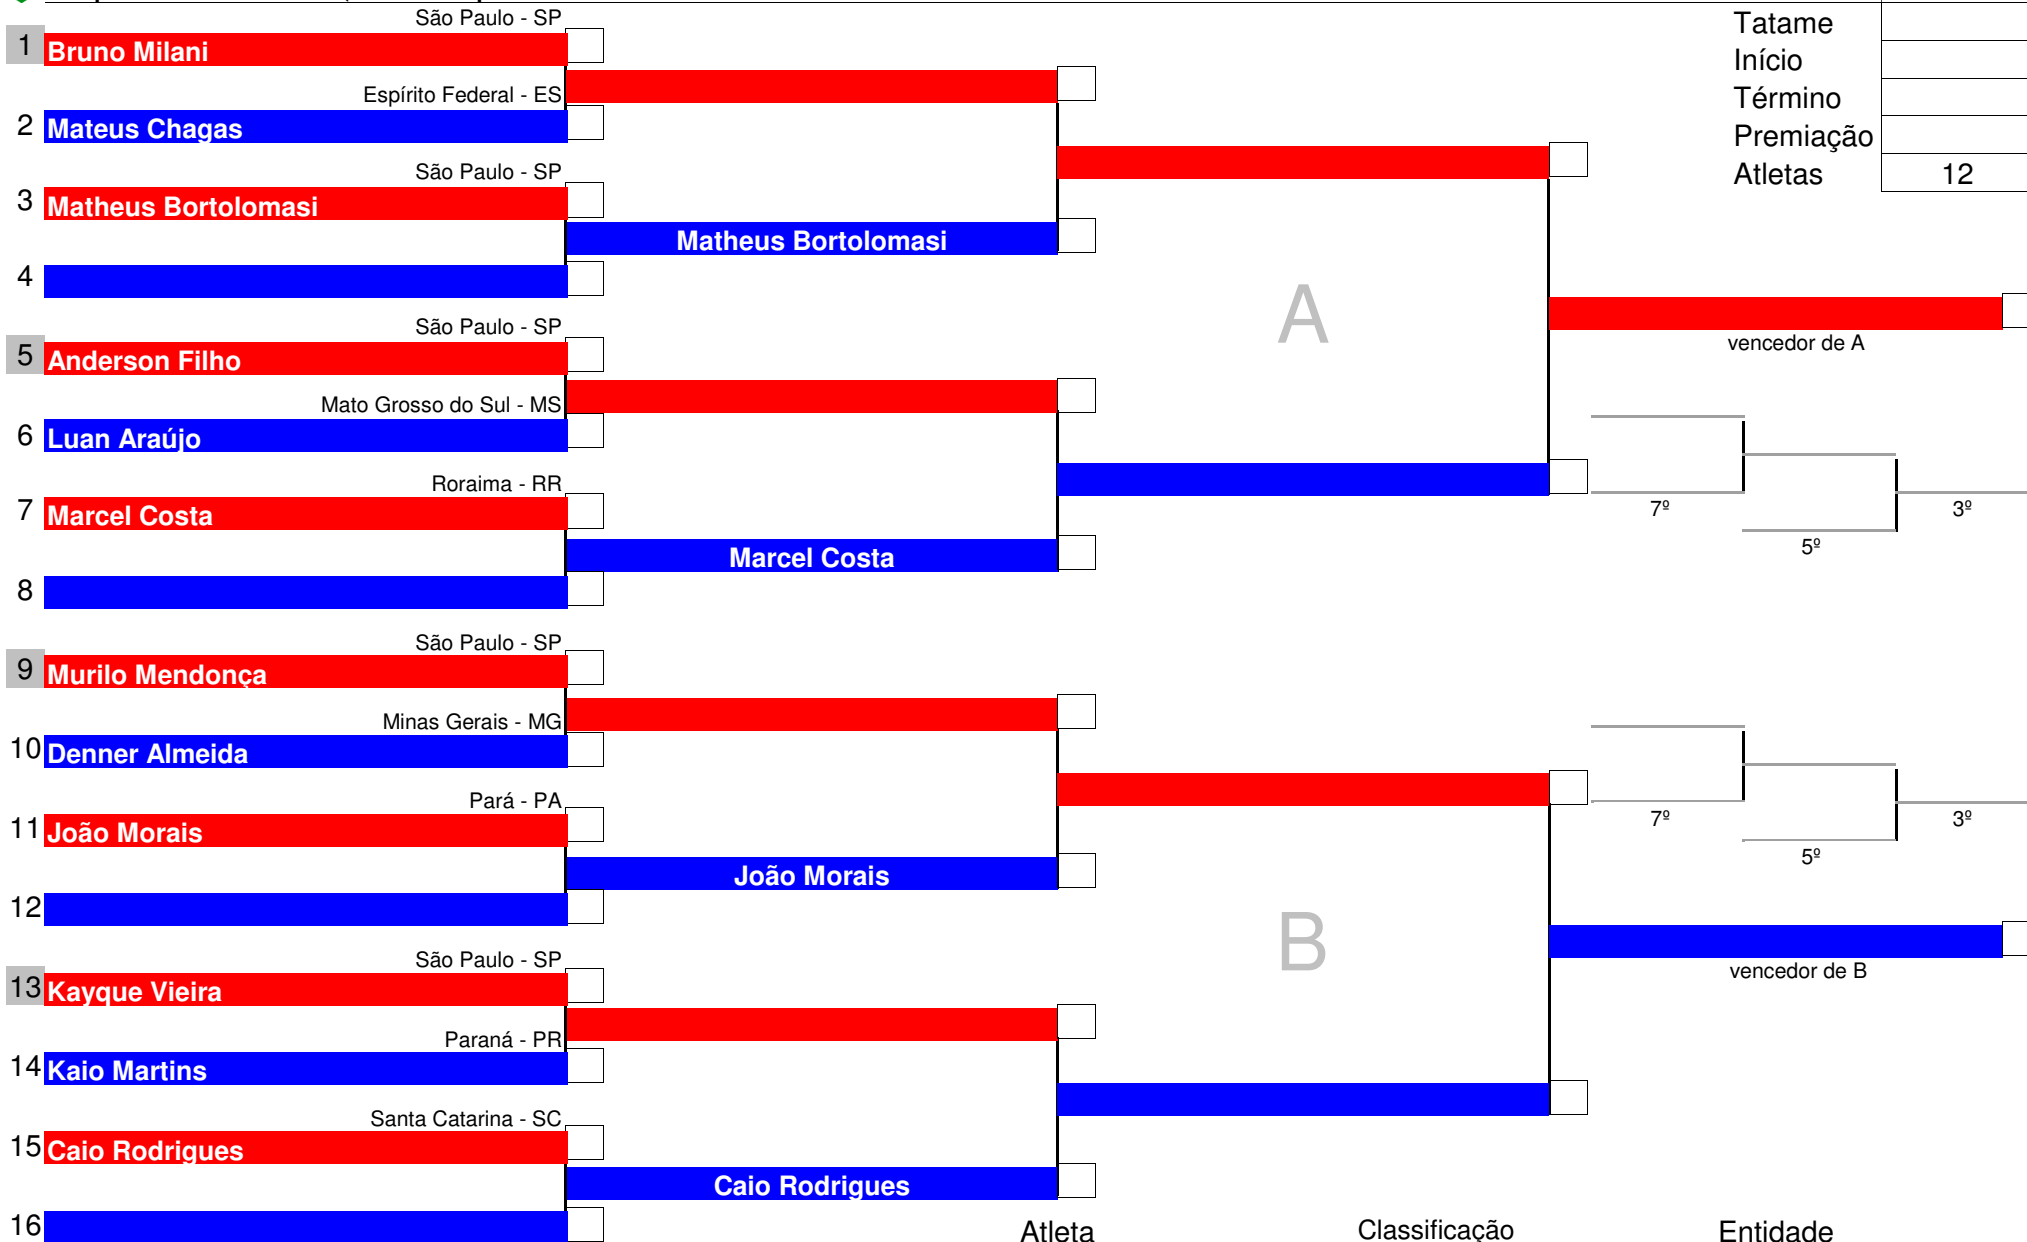 São Paulo - SP
1 Bruno Milani
Espírito Federal - ES
2 Mateus Chagas
São Paulo - SP
3 Matheus Bortolomasi
Matheus Bortolomasi
4
São Paulo - SP
5 Anderson Filho
Mato Grosso do Sul - MS
6 Luan Araújo
Roraima - RR
7 Marcel Costa
Marcel Costa
8
São Paulo - SP
9 Murilo Mendonça
Minas Gerais - MG
10 Denner Almeida
Pará - PA
11 João Morais
João Morais
12
São Paulo - SP
13 Kayque Vieira
Paraná - PR
14 Kaio Martins
Santa Catarina - SC
15 Caio Rodrigues
Caio Rodrigues
16
A
B
Tatame
Início
Término
Premiação
Atletas 12
vencedor de A
7º
5º
3º
7º
5º
3º
vencedor de B
Atleta Classificação Entidade